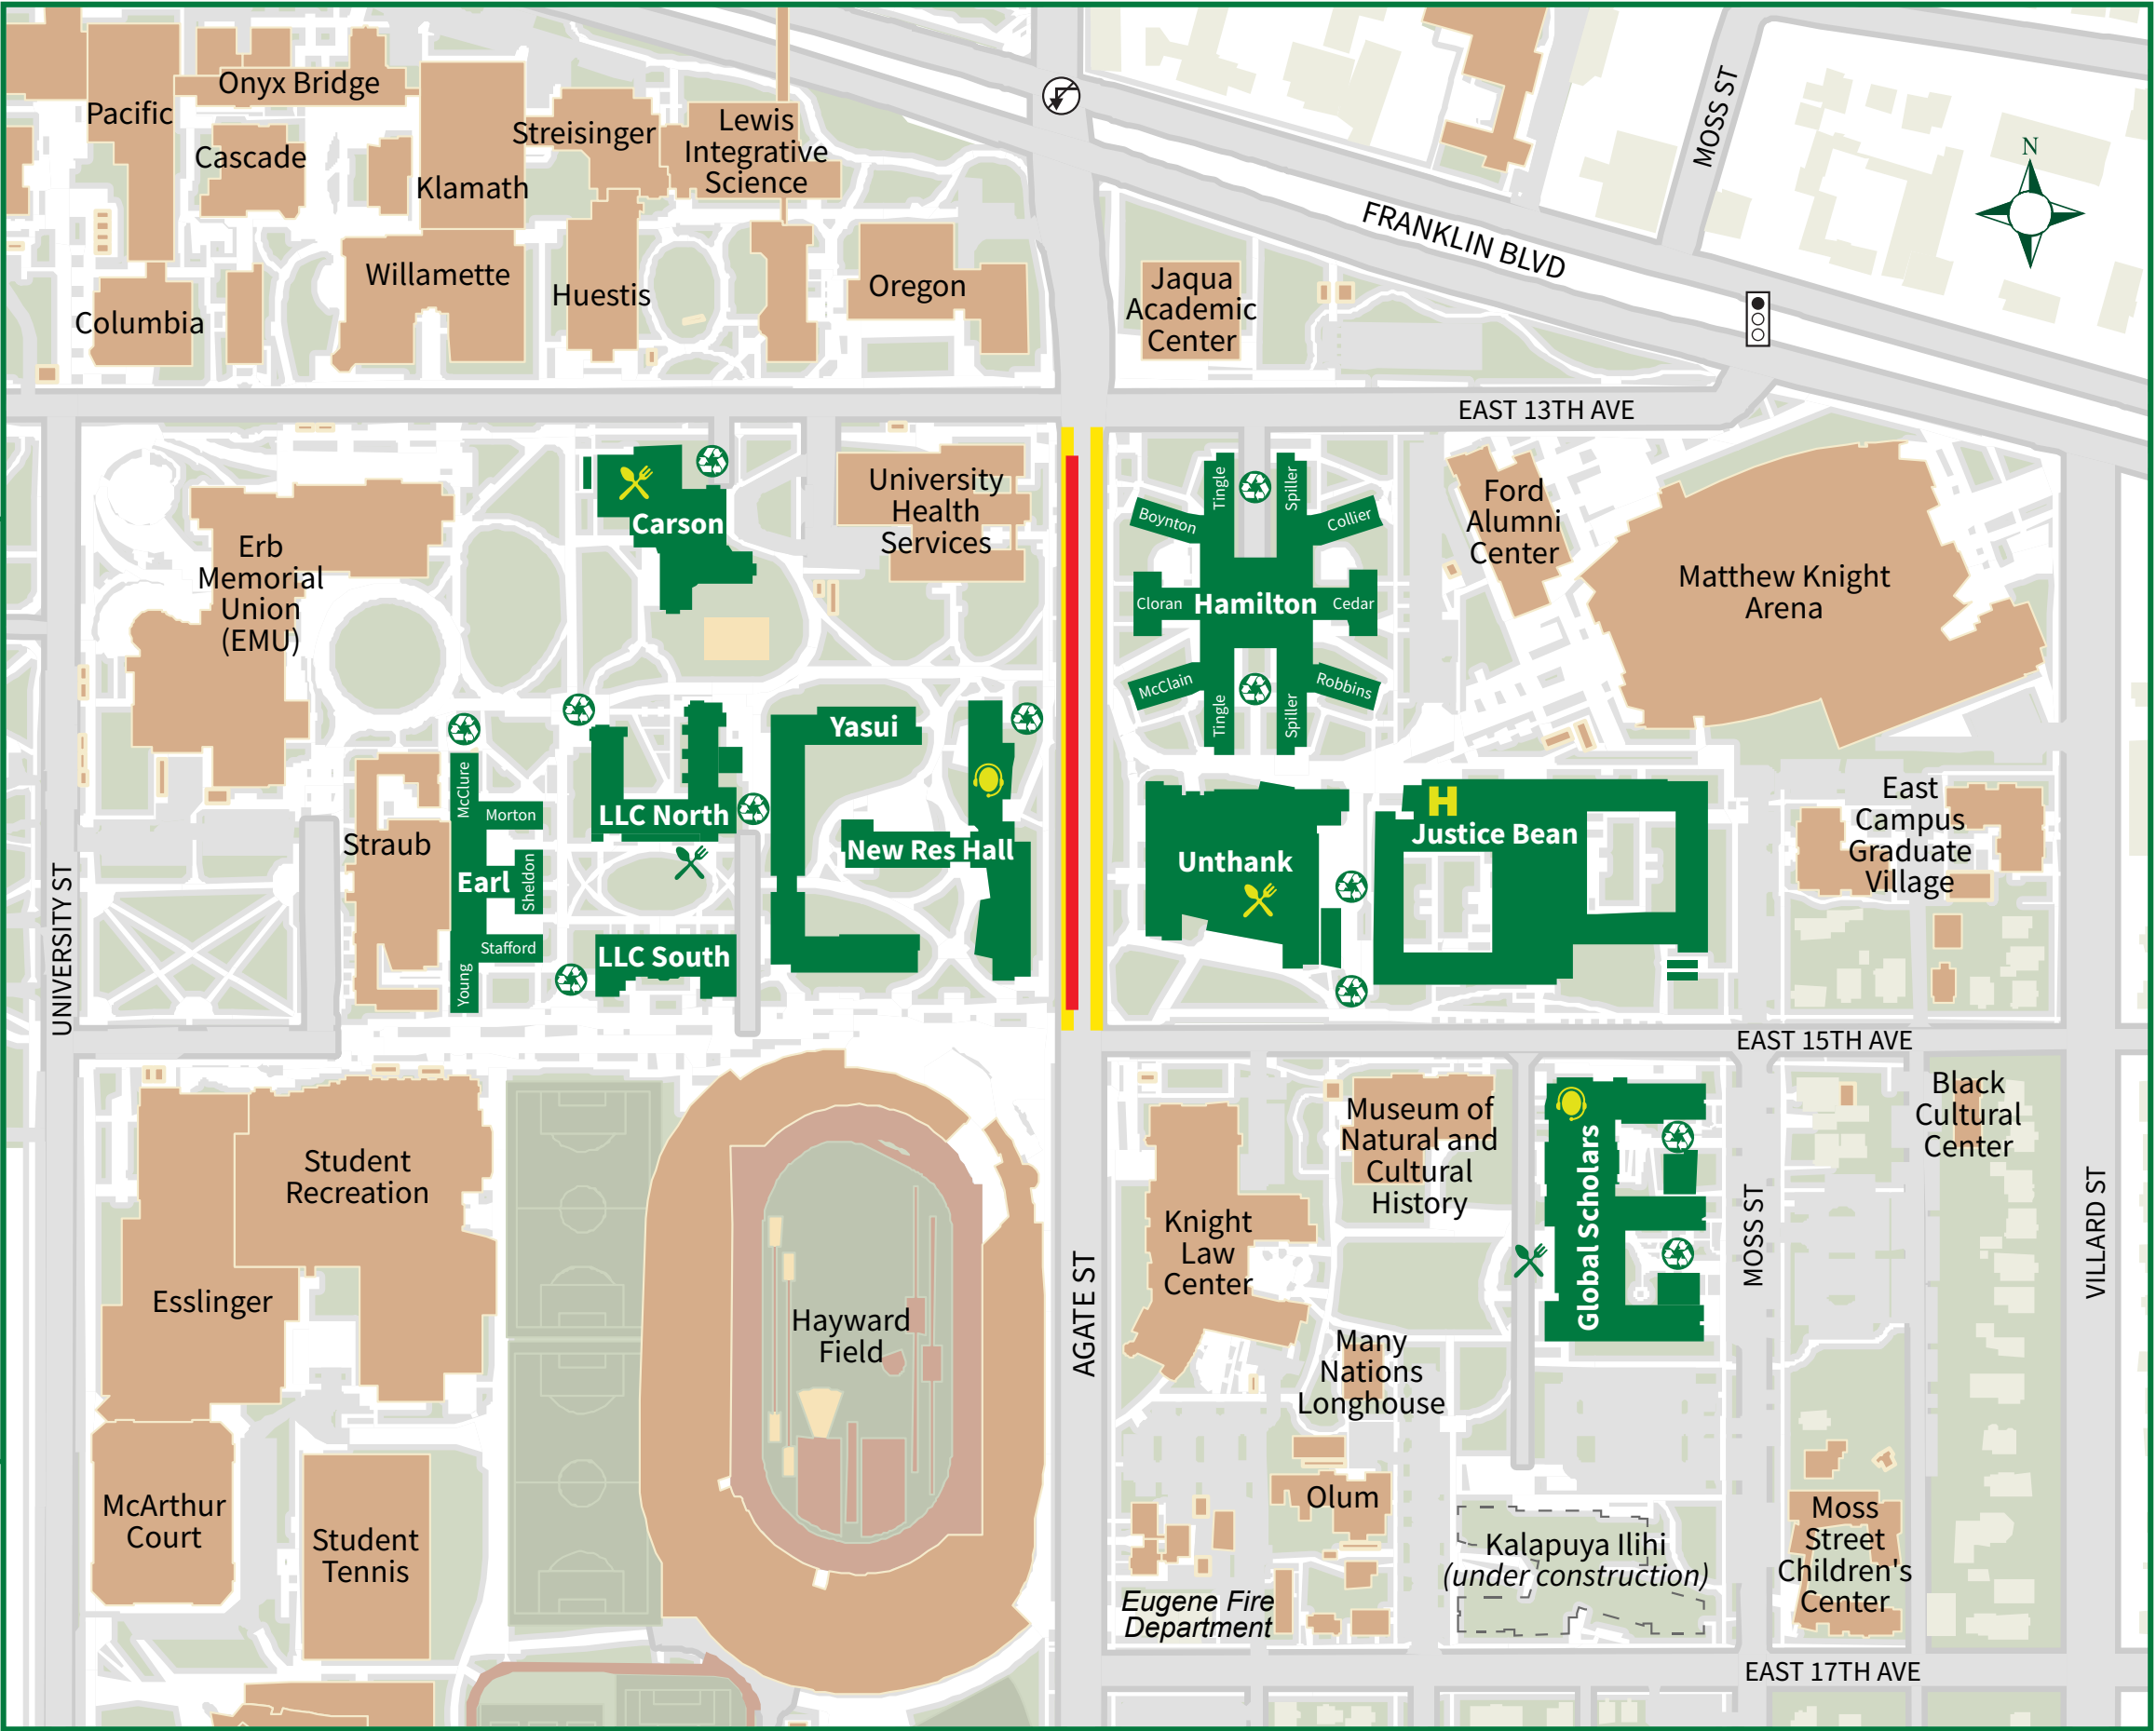 Onyx Bridge
Pacific
Cascade
Klamath
Streisinger
Lewis
Integrative
Science
Willamette
Huestis
Oregon
Columbia
Jaqua
Academic
Center
MOSS ST
N
FRANKLIN BLVD
EAST 13TH AVE
Erb
Memorial
Union
(EMU)
Carson
University
Health
Services
Tingle
Spiller
Boynton
Collier
Cloran
Hamilton
Cedar
McClain
Robbins
Tingle
Spiller
Ford
Alumni
Center
Matthew Knight
Arena
Straub
McClure
Morton
Earl
Sheldon
Stafford
Young
LLC North
LLC South
Yasui
New Res Hall
Unthank
H
Justice Bean
East
Campus
Graduate
Village
UNIVERSITY ST
EAST 15TH AVE
Student
Recreation
Esslinger
McArthur
Court
Student
Tennis
Hayward
Field
AGATE ST
Knight
Law
Center
Museum of
Natural and
Cultural
History
Global Scholars
MOSS ST
Black
Cultural
Center
VILLARD ST
Many
Nations
Longhouse
Olum
Eugene Fire
Department
Kalapuya Ilihi
(under construction)
Moss
Street
Children's
Center
EAST 17TH AVE